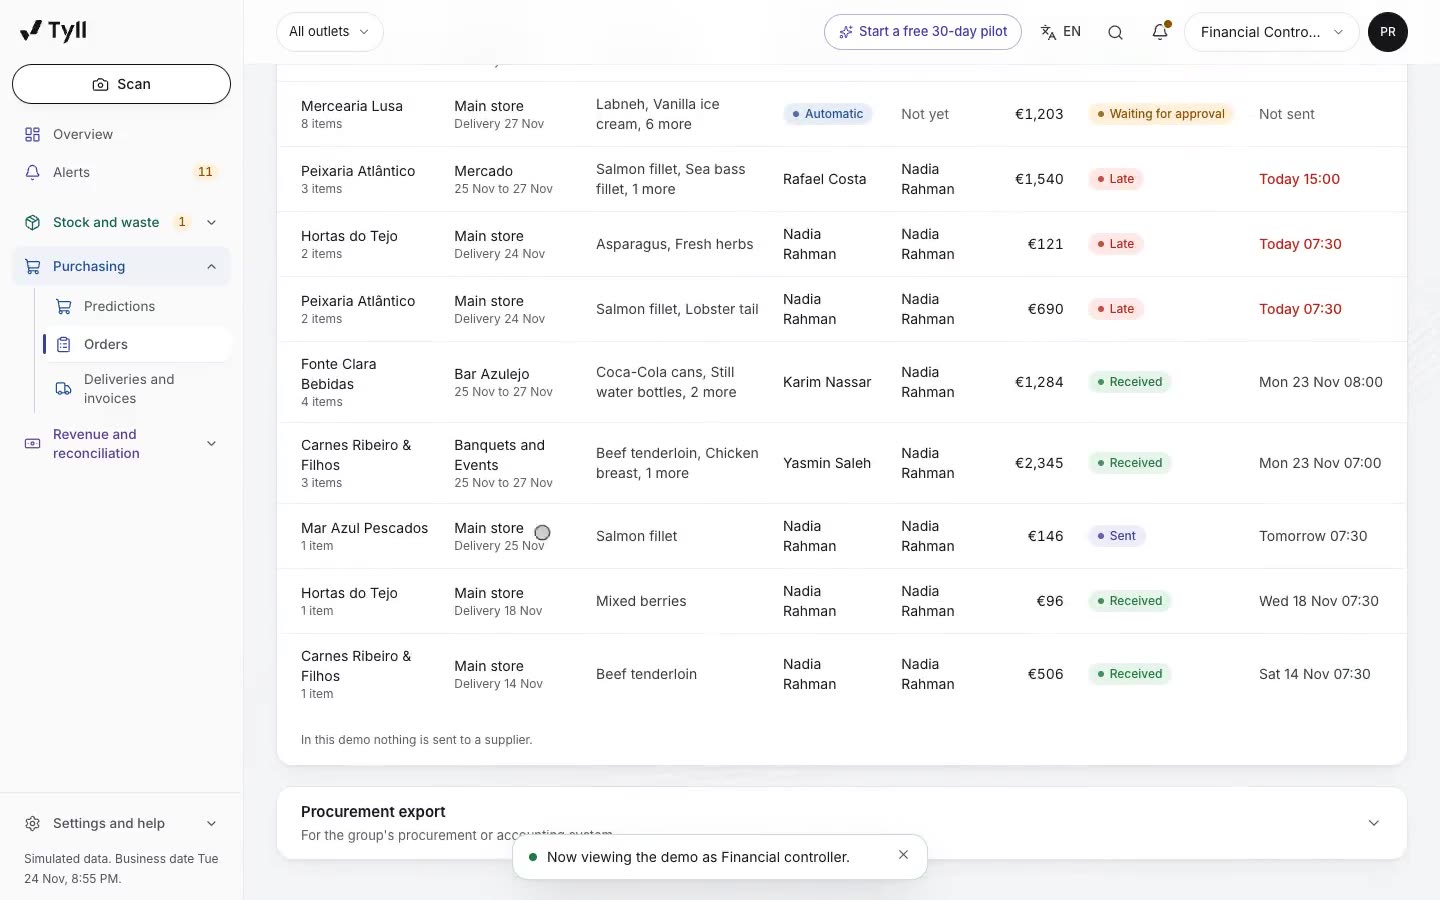 Tyll
All outlets
Start a free 30-day pilot
EN
Financial Contro...
PR
Scan
Overview
Alerts
11
Stock and waste
1
Purchasing
Predictions
Orders
Deliveries and
invoices
Revenue and
reconciliation
Settings and help
Simulated data. Business date Tue
24 Nov, 8:55 PM.
Mercearia Lusa
8 items
Main store
Delivery 27 Nov
Labneh, Vanilla ice
cream, 6 more
Automatic
Not yet
€1,203
Waiting for approval
Not sent
Peixaria Atlântico
3 items
Mercado
25 Nov to 27 Nov
Salmon fillet, Sea bass
fillet, 1 more
Rafael Costa
Nadia
Rahman
€1,540
Late
Today 15:00
Hortas do Tejo
2 items
Main store
Delivery 24 Nov
Asparagus, Fresh herbs
Nadia
Rahman
Nadia
Rahman
€121
Late
Today 07:30
Peixaria Atlântico
2 items
Main store
Delivery 24 Nov
Salmon fillet, Lobster tail
Nadia
Rahman
Nadia
Rahman
€690
Late
Today 07:30
Fonte Clara
Bebidas
4 items
Bar Azulejo
25 Nov to 27 Nov
Coca-Cola cans, Still
water bottles, 2 more
Karim Nassar
Nadia
Rahman
€1,284
Received
Mon 23 Nov 08:00
Carnes Ribeiro &
Filhos
3 items
Banquets and
Events
25 Nov to 27 Nov
Beef tenderloin, Chicken
breast, 1 more
Yasmin Saleh
Nadia
Rahman
€2,345
Received
Mon 23 Nov 07:00
Mar Azul Pescados
1 item
Main store
Delivery 25 Nov
Salmon fillet
Nadia
Rahman
Nadia
Rahman
€146
Sent
Tomorrow 07:30
Hortas do Tejo
1 item
Main store
Delivery 18 Nov
Mixed berries
Nadia
Rahman
Nadia
Rahman
€96
Received
Wed 18 Nov 07:30
Carnes Ribeiro &
Filhos
1 item
Main store
Delivery 14 Nov
Beef tenderloin
Nadia
Rahman
Nadia
Rahman
€506
Received
Sat 14 Nov 07:30
In this demo nothing is sent to a supplier.
Procurement export
For the group's procurement or accounting system.
Now viewing the demo as Financial controller.